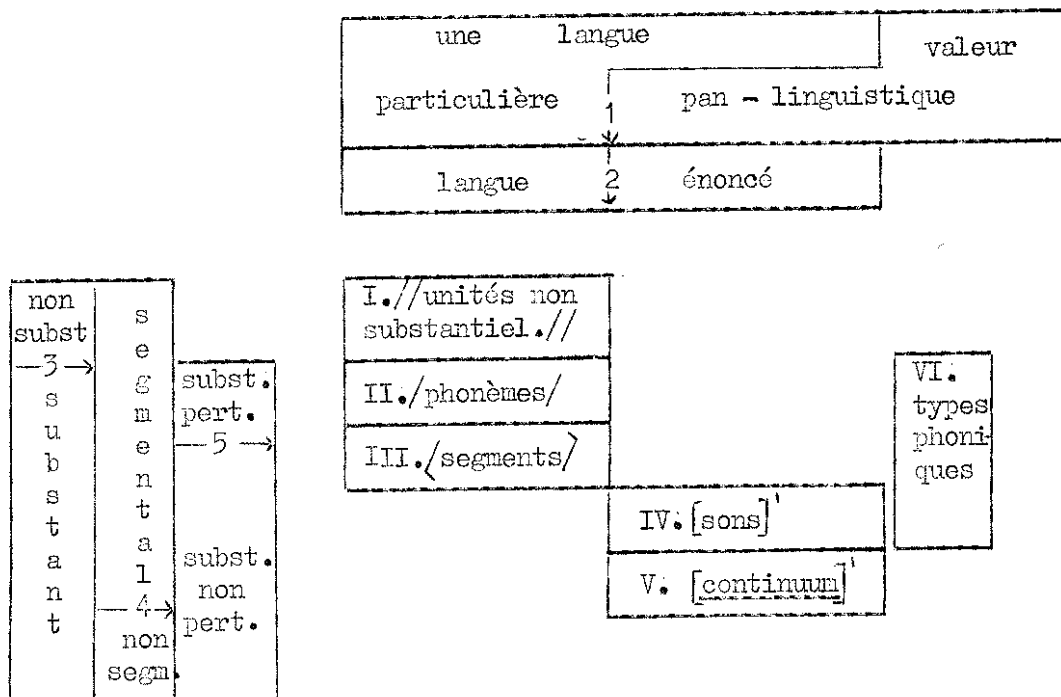 une langue
valeur
particulière 1 pan - linguistique
langue 2 énoncé
non
subst
3
s
u
b
s
t
a
n
t
s
e
g
m
e
n
t
a
l
4
non
segm.
subst.
pert.
5
subst.
non
pert.
I.//unités non
substantiel.//
II./phonèmes/
III./segments>
IV.[sons]'
V. [continuum]'
VI.
types
phoni-
ques